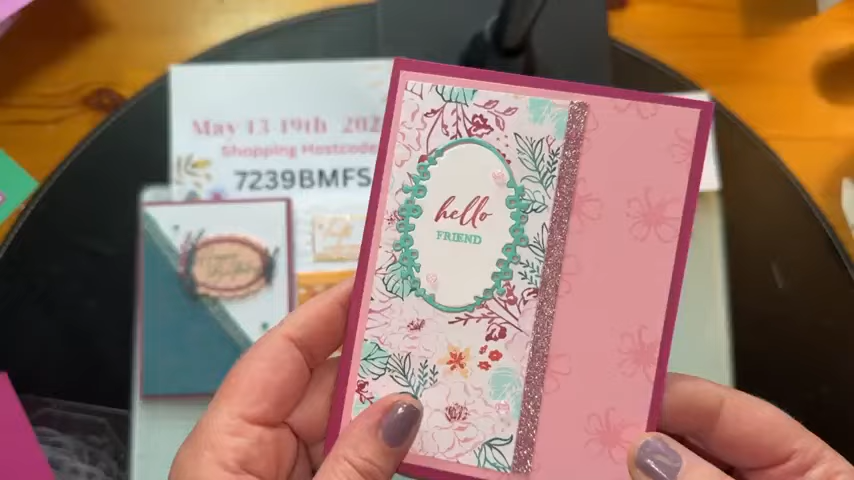 May 13-19th 202
Shopping Hostcode
7239BMFS
hello
FRIEND